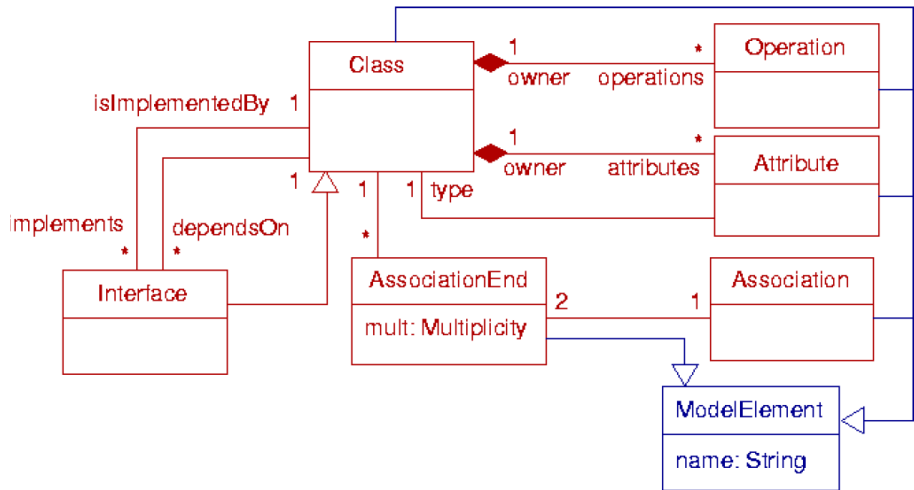 1
*
Operation
Class
owner
operations
isImplementedBy
1
1
*
owner
attributes
Attribute
1
1
1
type
implements
dependsOn
*
*
*
Interface
AssociationEnd
Association
2
1
mult: Multiplicity
ModelElement
name: String